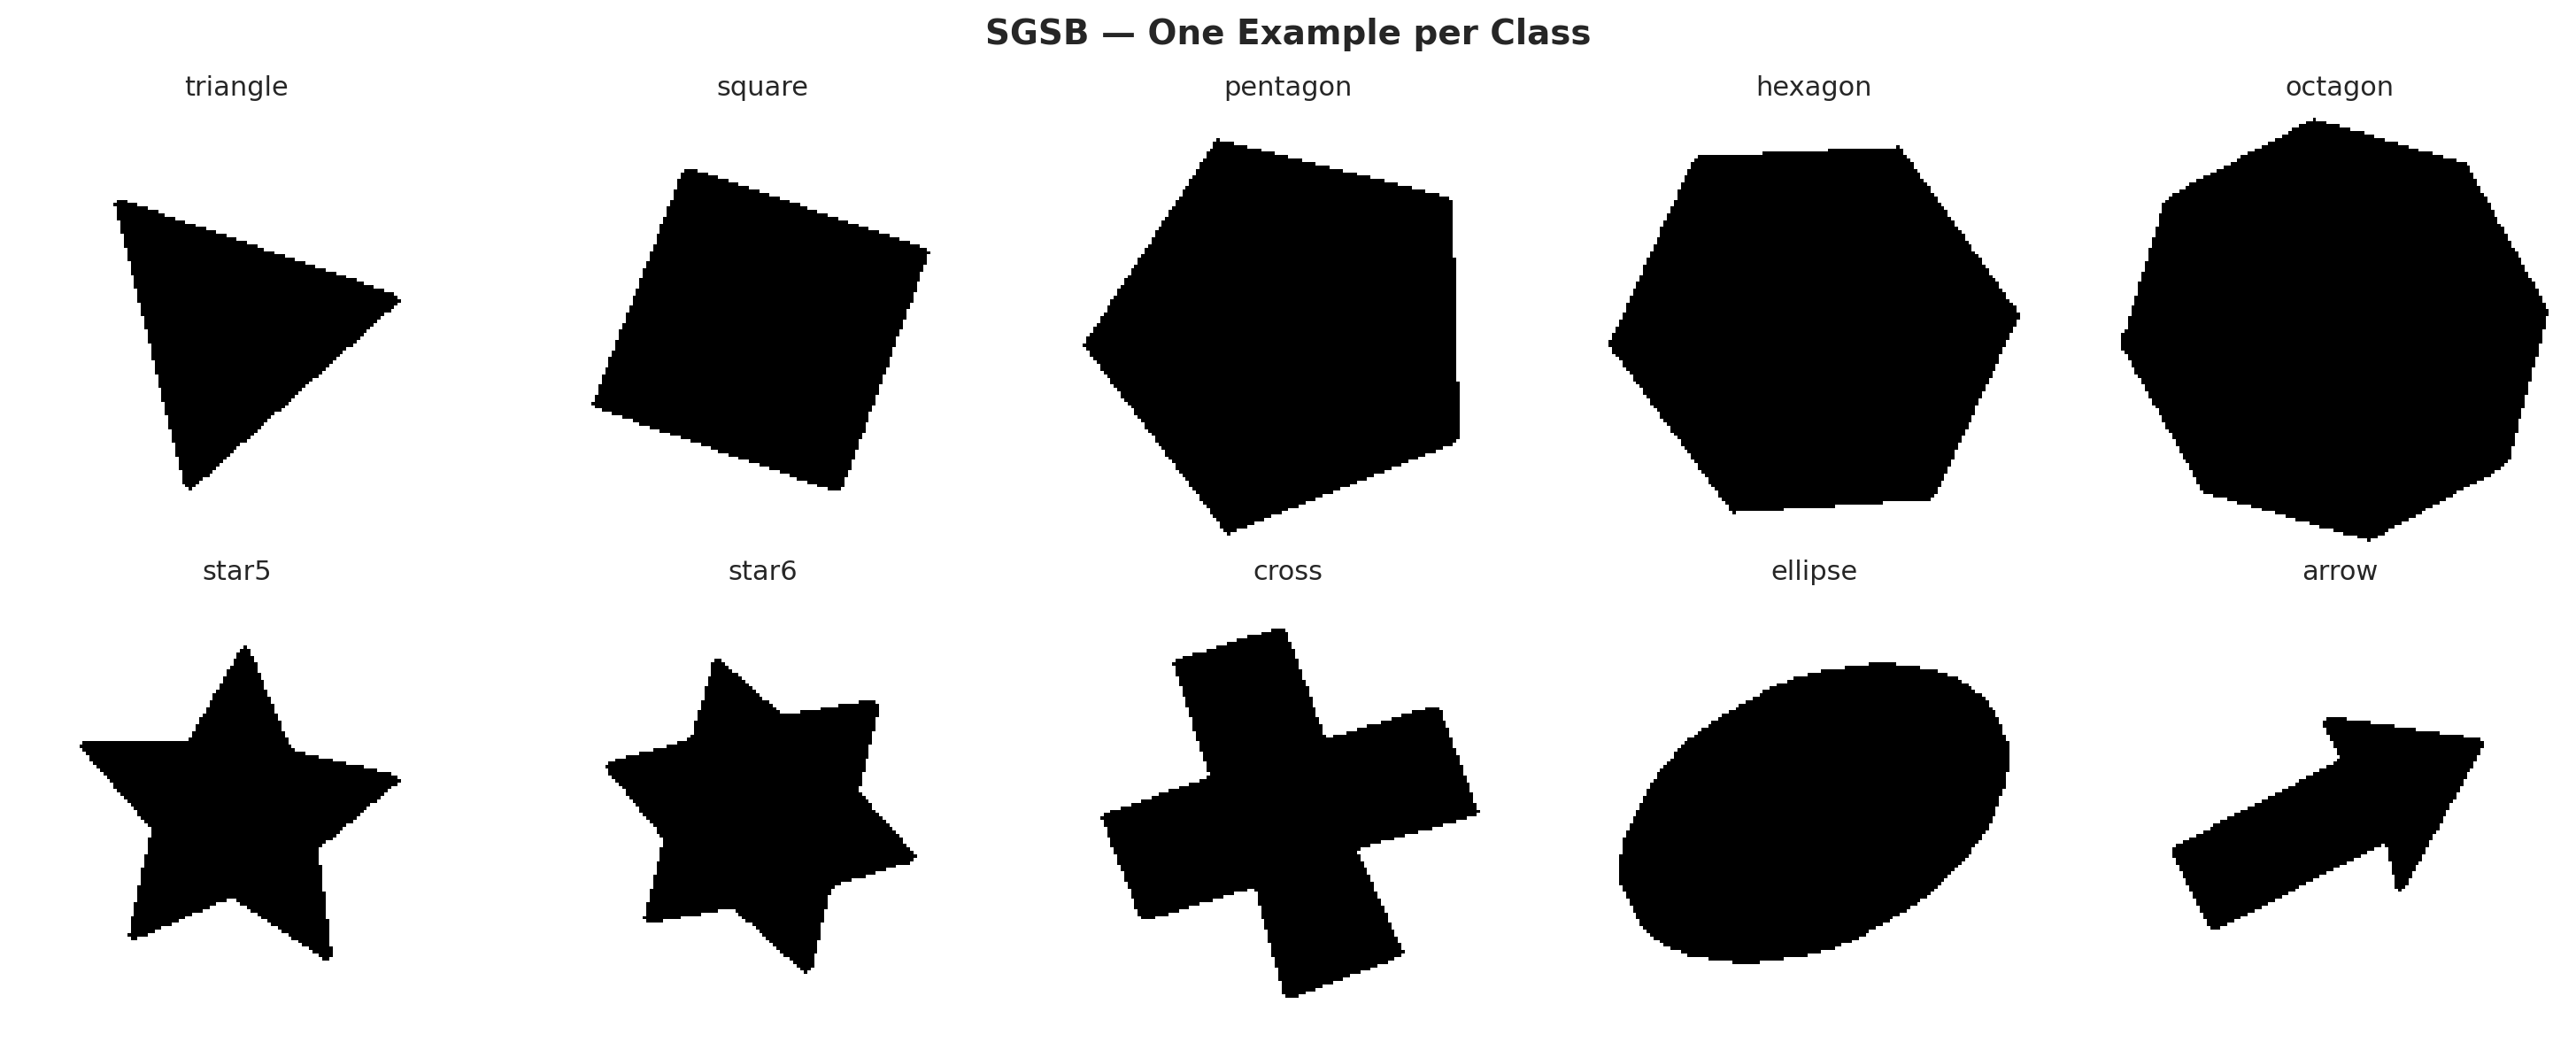 SGSB — One Example per Class
triangle
square
pentagon
hexagon
octagon
star5
star6
cross
ellipse
arrow